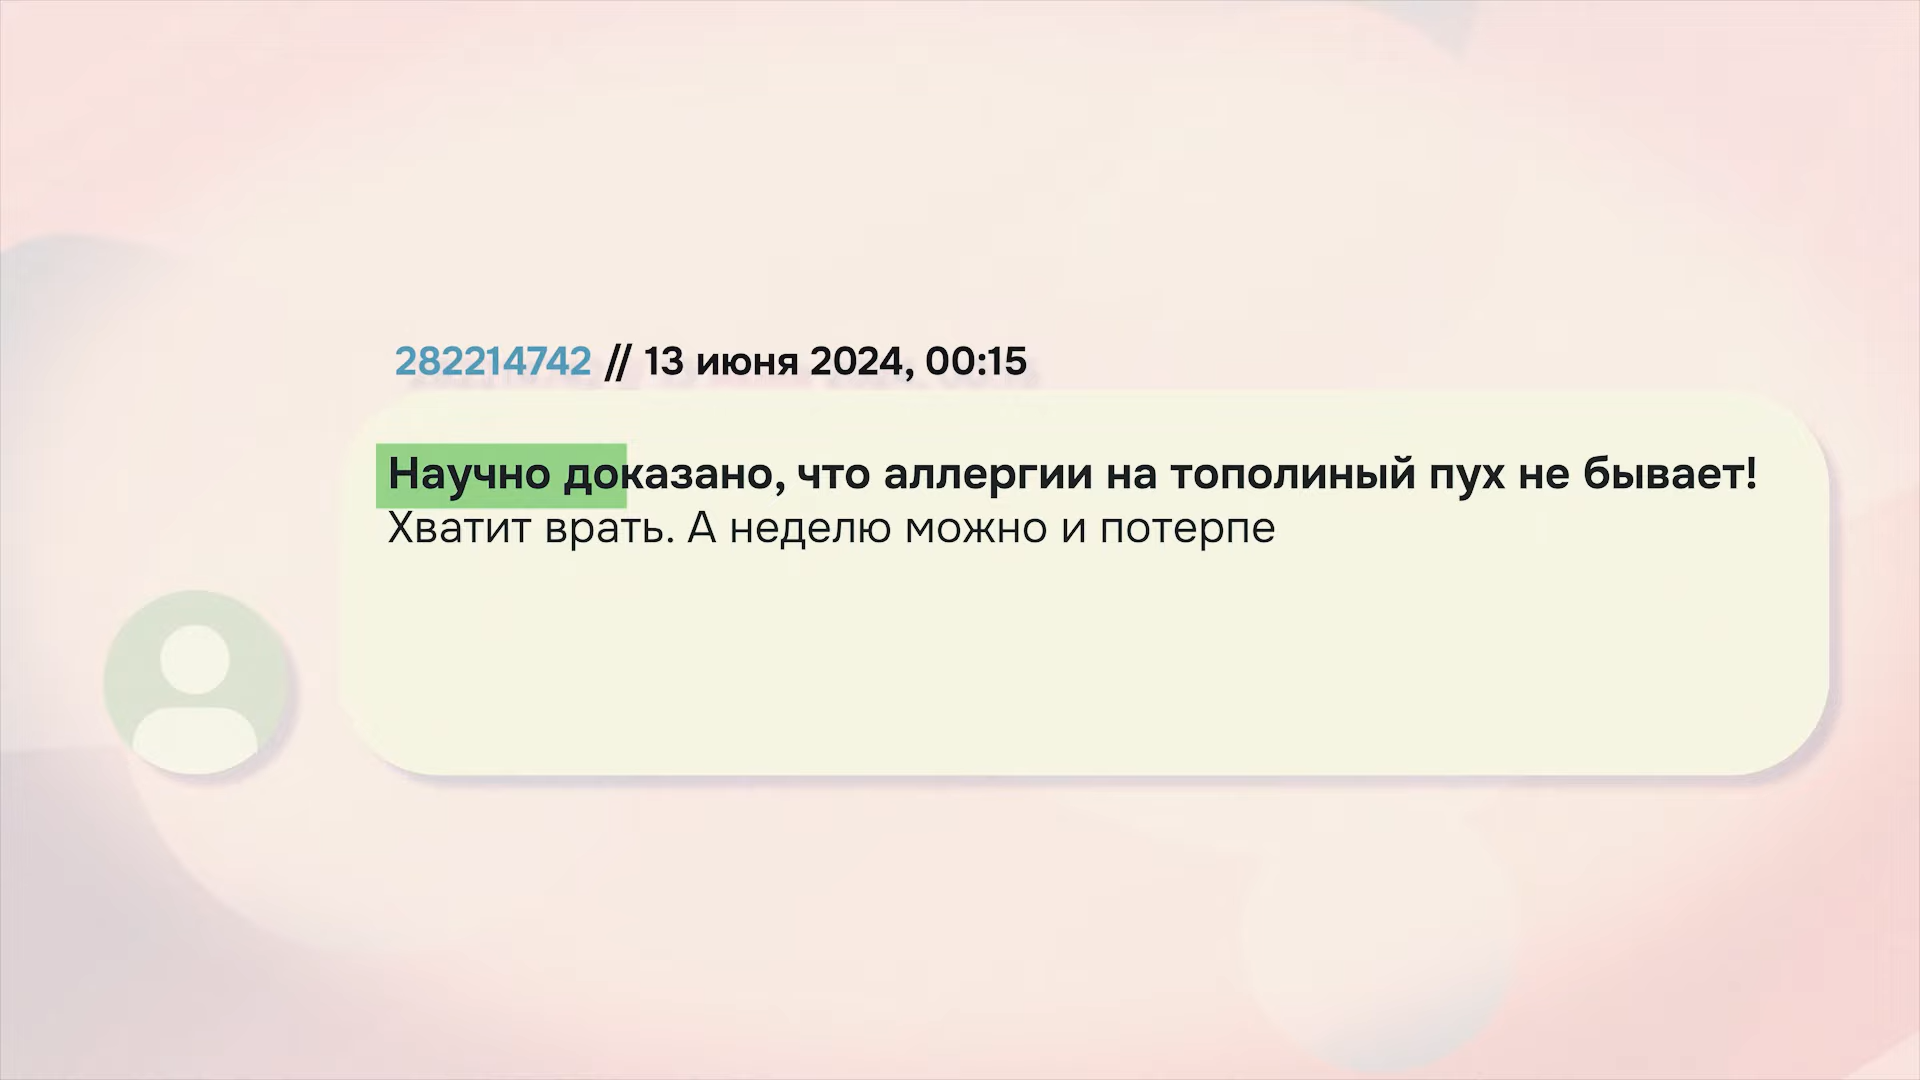 282214742 // 13 июня 2024, 00:15
Научно доказано, что аллергии на тополиный пух не бывает!
Хватит врать. А неделю можно и потерпе